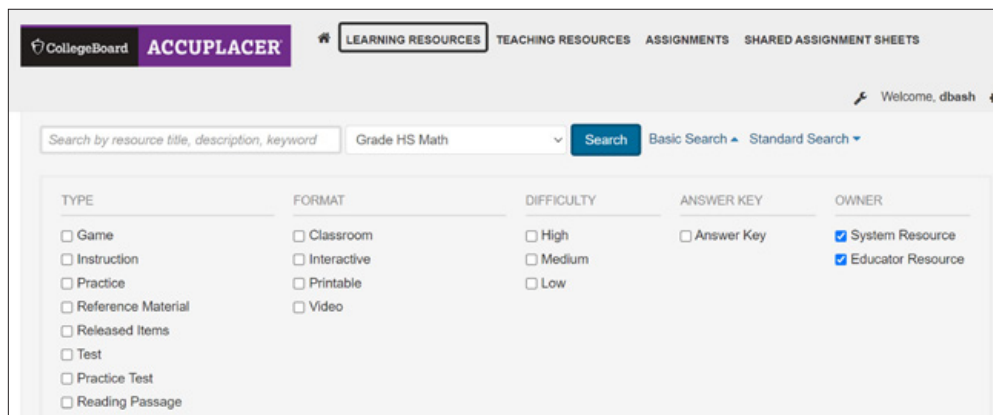 CollegeBoard ACCUPLACER
LEARNING RESOURCES TEACHING RESOURCES ASSIGNMENTS SHARED ASSIGNMENT SHEETS
Welcome, dbash
Search by resource title, description, keyword Grade HS Math Search Basic Search Standard Search
TYPE FORMAT DIFFICULTY ANSWER KEY OWNER
Game Classroom High Answer Key System Resource
Instruction Interactive Medium Educator Resource
Practice Printable Low
Reference Material Video
Released Items
Test
Practice Test
Reading Passage